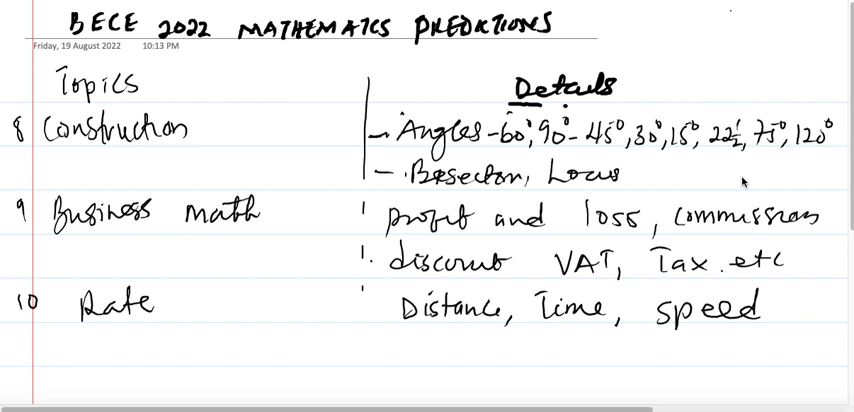 BECE 2022 MATHEMATICS PREDICTIONS
Friday, 19 August 2022 10:13 PM
Topics Details
8 Construction - Angles - 60°, 90° - 45°, 30°, 15°, 22½, 75°, 120°
- Bisector, Locus
9 Business math profit and loss, commission
discount VAT, Tax. etc
10 Rate Distance, Time, speed